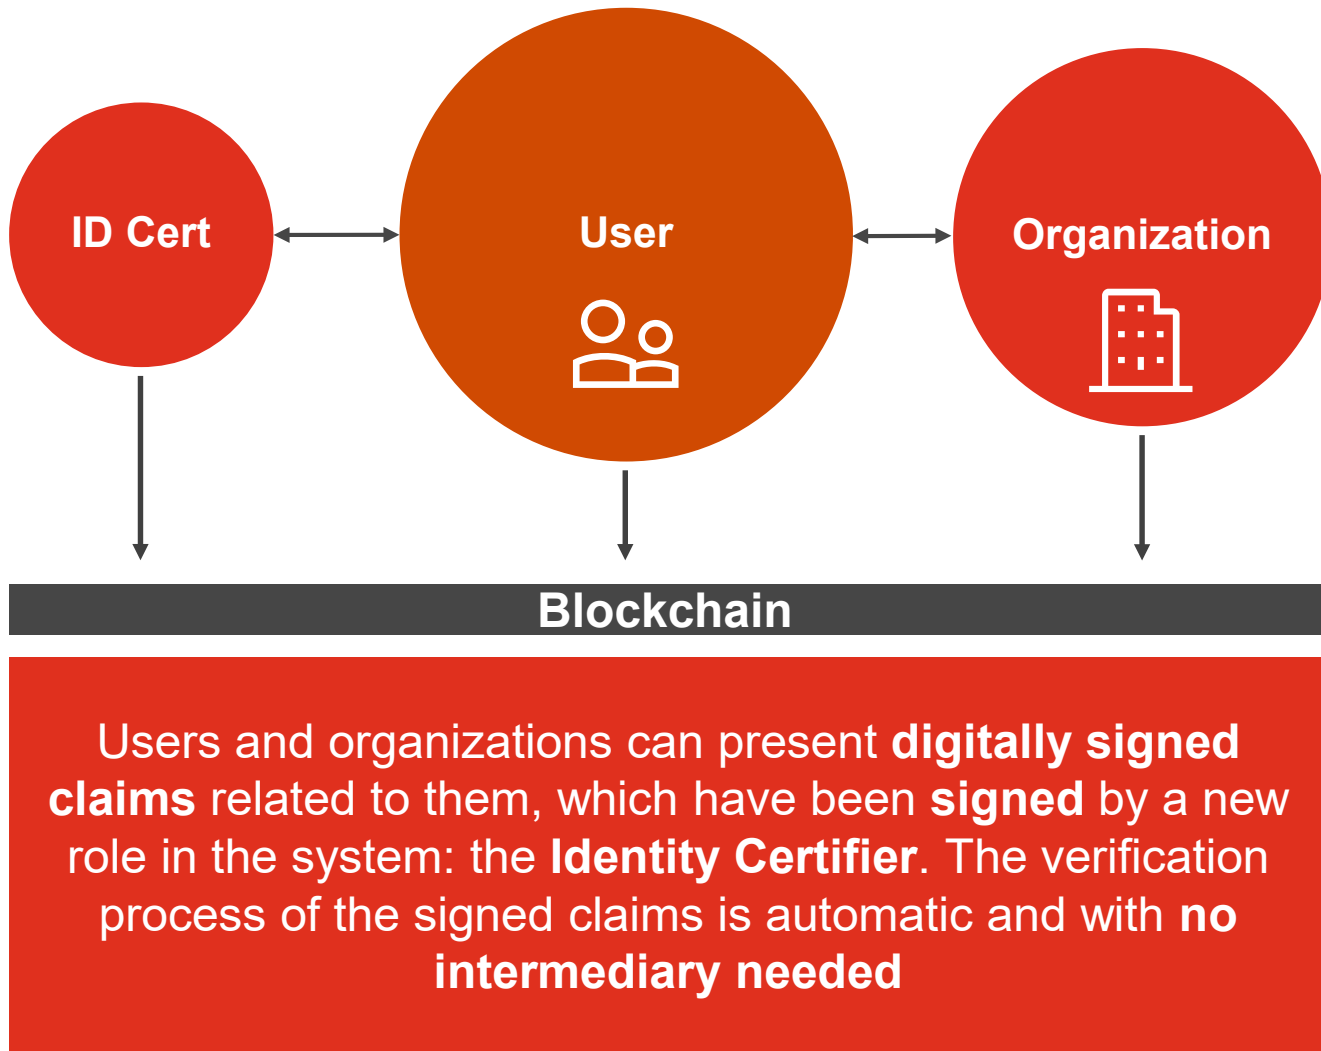 ID Cert
User
Organization
Blockchain
Users and organizations can present digitally signed
claims related to them, which have been signed by a new
role in the system: the Identity Certifier. The verification
process of the signed claims is automatic and with no
intermediary needed